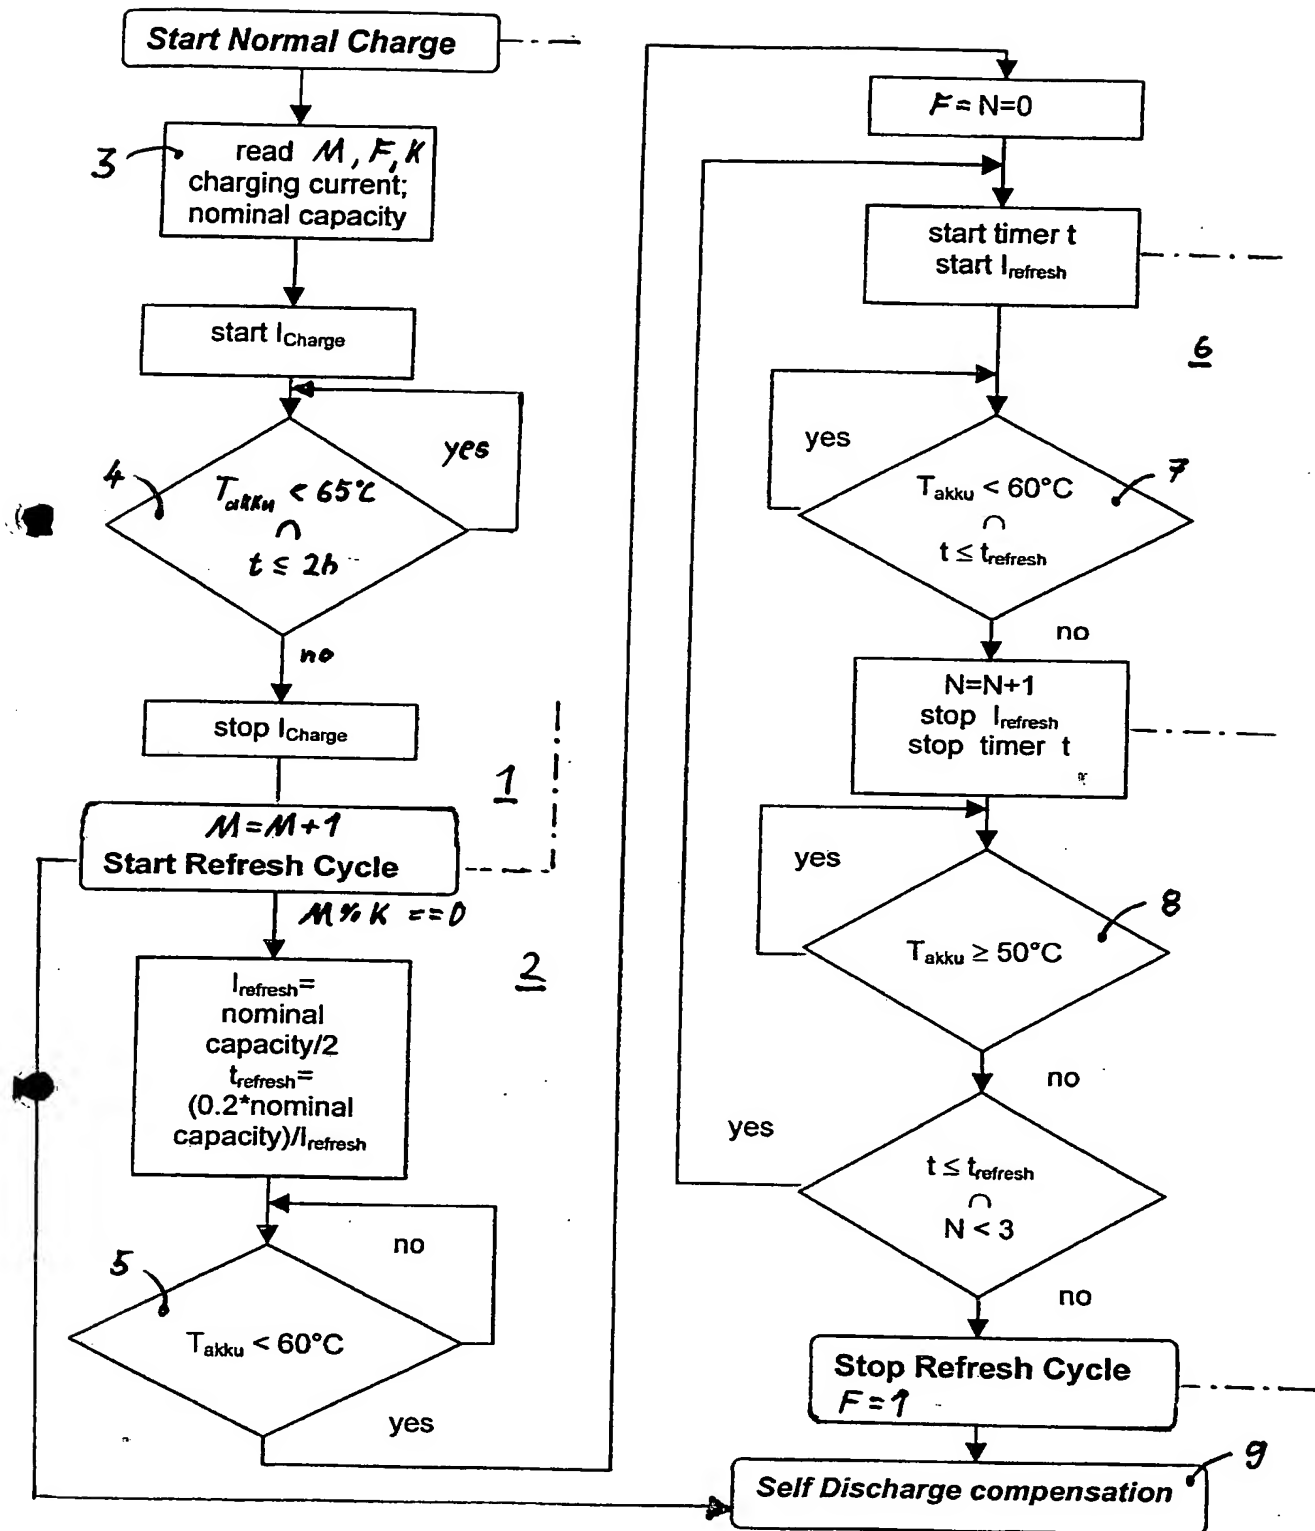 Start Normal Charge
3
read M, F, K
charging current;
nominal capacity
start ICharge
yes
4
Takku < 65°C
∩
t ≤ 2h
no
stop ICharge
1
M=M+1
Start Refresh Cycle
M%K ==0
2
Irefresh=
nominal
capacity/2
trefresh=
(0.2*nominal
capacity)/Irefresh
no
5
Takku < 60°C
yes
F= N=0
start timer t
start Irefresh
6
yes
7
Takku < 60°C
∩
t ≤ trefresh
no
N=N+1
stop Irefresh
stop timer t
yes
8
Takku ≥ 50°C
no
yes
t ≤ trefresh
∩
N < 3
no
Stop Refresh Cycle
F=1
9
Self Discharge compensation